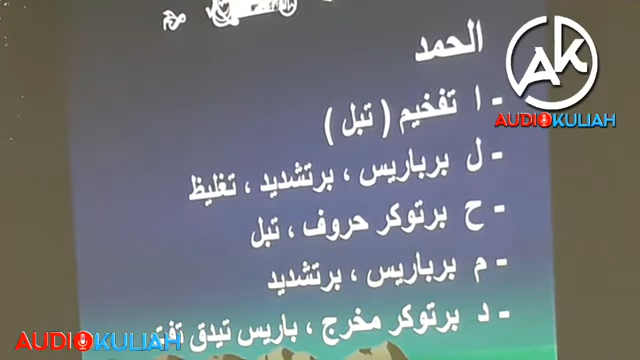 الحمد
AK
AUDIOKULIAH
- ا تفخيم ( تبل )
- ل برباريس ، برتشديد ، تغليظ
- ح برتوكر حروف ، تبل
- م برباريس ، برتشديد
- د برتوكر مخرج ، باريس تيدق
AUDIOKULIAH